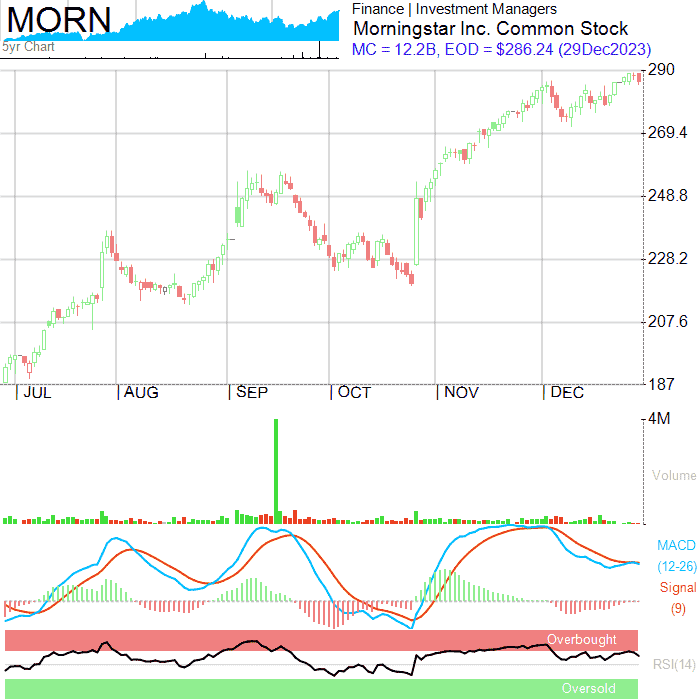 MORN
5yr Chart
Finance | Investment Managers
Morningstar Inc. Common Stock
MC = 12.2B, EOD = $286.24 (29Dec2023)
290
269.4
248.8
228.2
207.6
187
JUL AUG SEP OCT NOV DEC
4M
Volume
MACD
(12-26)
Signal
(9)
Overbought
RSI(14)
Oversold